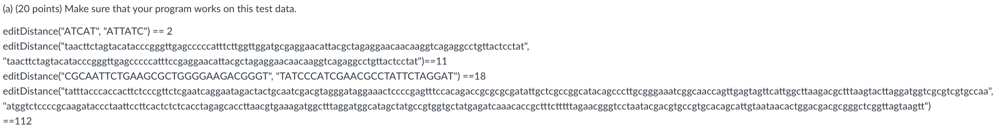 (a) (20 points) Make sure that your program works on this test data.
editDistance("ATCAT", "ATTATC") == 2
editDistance("taacttctagtacatacccgggttgagcccccatttcttggttggatgcgaggaacattacgctagaggaacaacaaggtcagaggcctgttactcctat",
"taacttctagtacatacccgggttgagcccccatttccgaggaacattacgctagaggaacaacaaggtcagaggcctgttactcctat")==11
editDistance("CGCAATTCTGAAGCGCTGGGGAAGACGGGT", "TATCCCATCGAACGCCTATTCTAGGAT") ==18
editDistance("tatttacccaccacttctcccgttctcgaatcaggaatagactactgcaatcgacgtagggataggaaactccccgagtttccacagaccgcgcgcgatattgctcgccggcatacagcccttgcgggaaatcggcaaccagttgagtagttcattggcttaagacgctttaagtacttaggatggtcgcgtcgtgccaa",
"atggtctccccgcaagataccctaattccttcactctctcacctagagcaccttaacgtgaaagatggctttaggatggcatagctatgccgtggtgctatgagatcaaacaccgctttctttttagaacgggtcctaatacgacgtgccgtgcacagcattgtaataacactggacgacgcgggctcggttagtaagtt")
==112